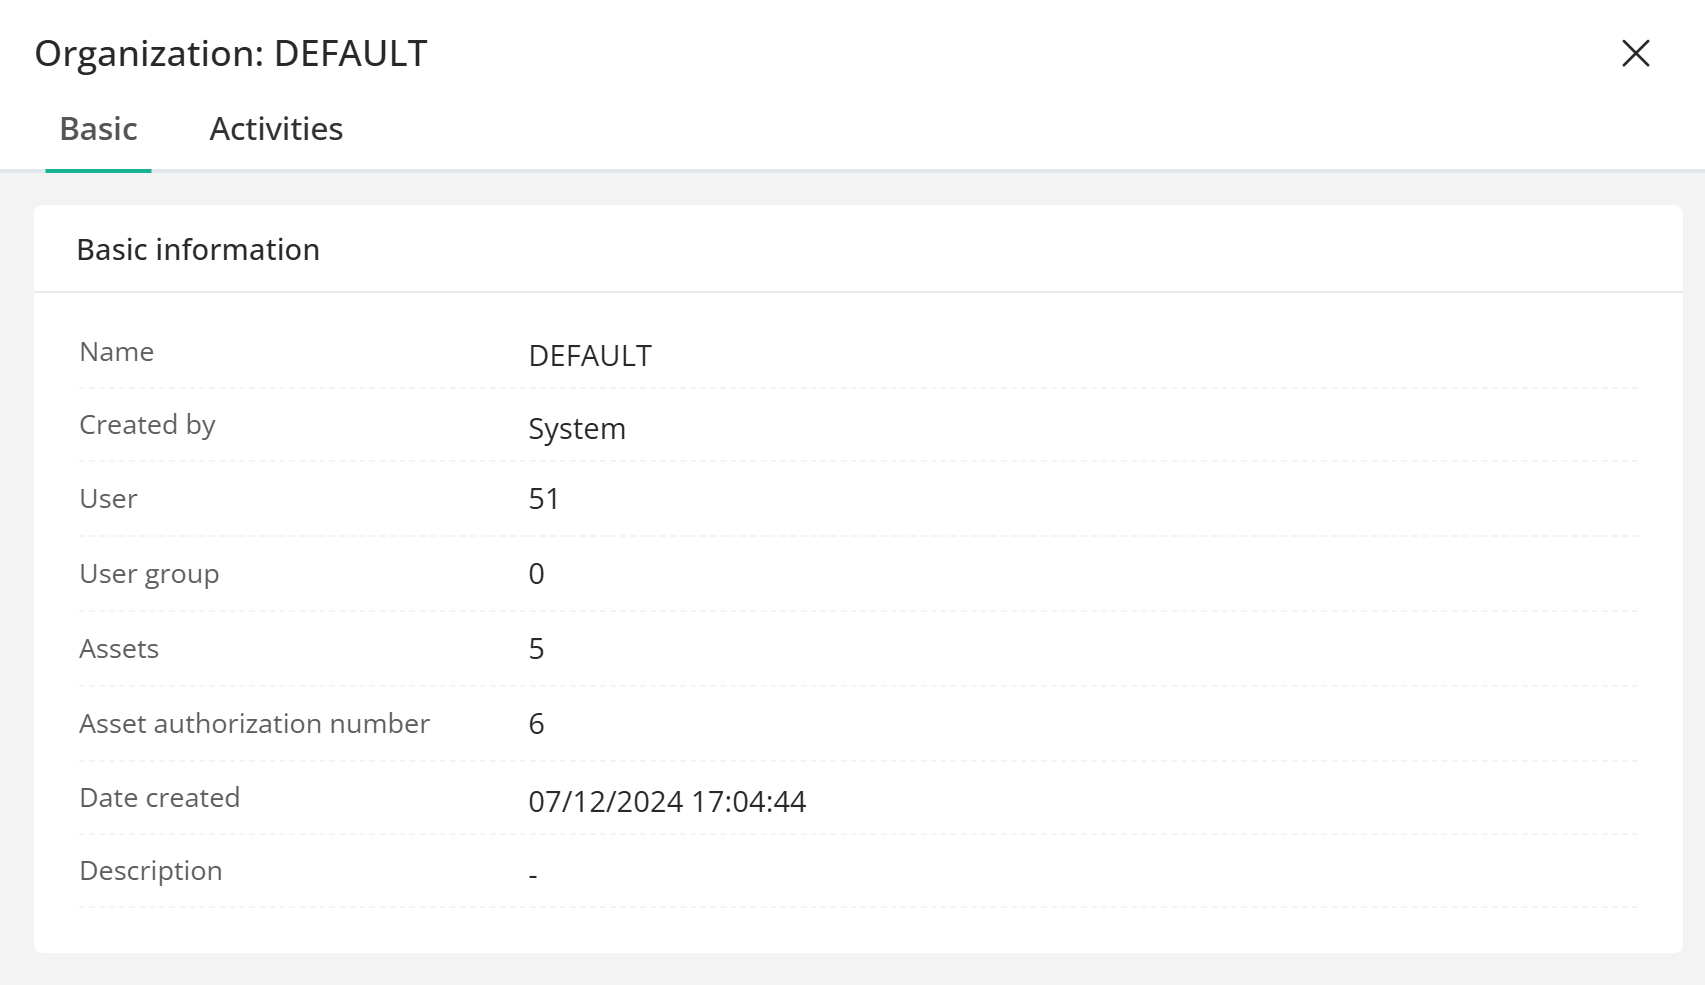 Organization: DEFAULT
Basic Activities
Basic information
Name DEFAULT
Created by System
User 51
User group 0
Assets 5
Asset authorization number 6
Date created 07/12/2024 17:04:44
Description -